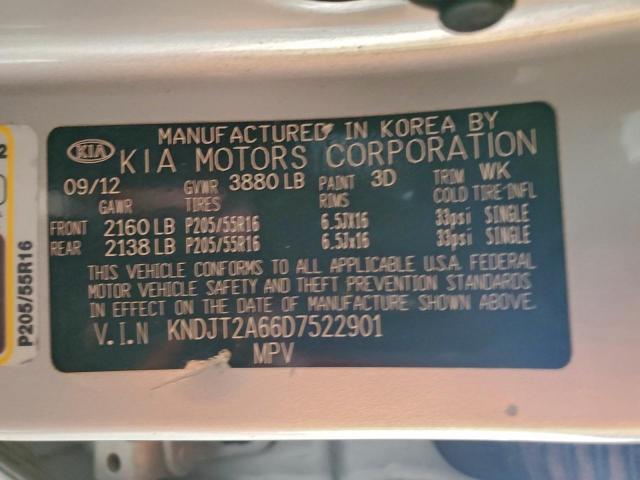 MANUFACTURED IN KOREA BY
KIA KIA MOTORS CORPORATION
09/12 GVWR 3880 LB PAINT 3D TRIM WK
GAWR TIRES RIMS COLD TIRE INFL
FRONT 2160 LB P205/55R16 6.5JX16 33psi SINGLE
REAR 2138 LB P205/55R16 6.5Jx16 33psi SINGLE
THIS VEHICLE CONFORMS TO ALL APPLICABLE U.S.A. FEDERAL
MOTOR VEHICLE SAFETY AND THEFT PREVENTION STANDARDS
IN EFFECT ON THE DATE OF MANUFACTURE SHOWN ABOVE.
V.I.N KNDJT2A66D7522901
MPV
P205/55R16
2